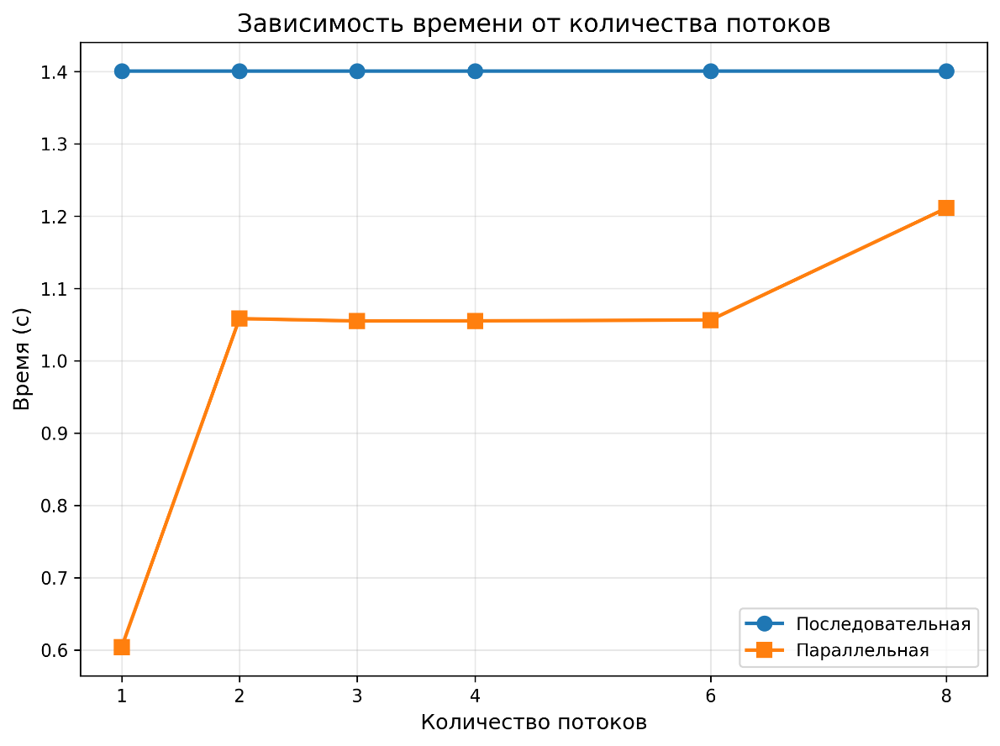 Зависимость времени от количества потоков
1.4
1.3
1.2
1.1
1.0
0.9
0.8
0.7
0.6
Время (с)
Последовательная
Параллельная
1 2 3 4 6 8
Количество потоков